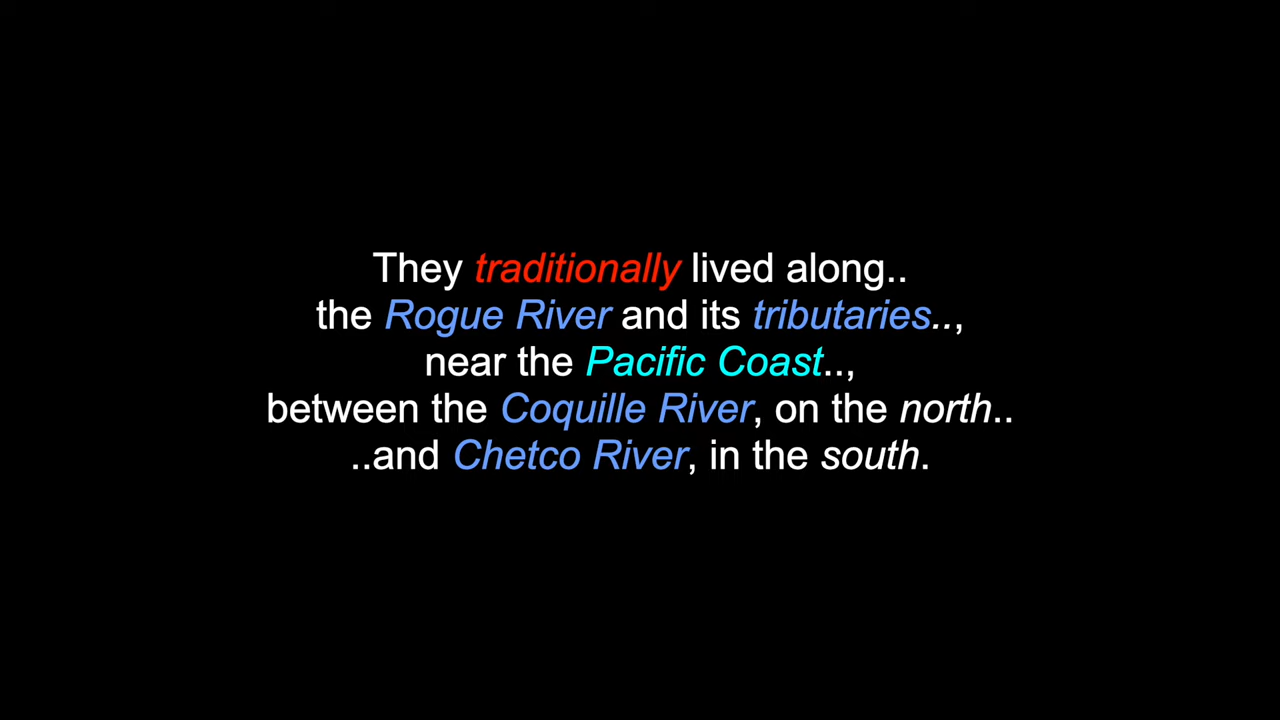 They traditionally lived along..
the Rogue River and its tributaries..,
near the Pacific Coast..,
between the Coquille River, on the north..
..and Chetco River, in the south.